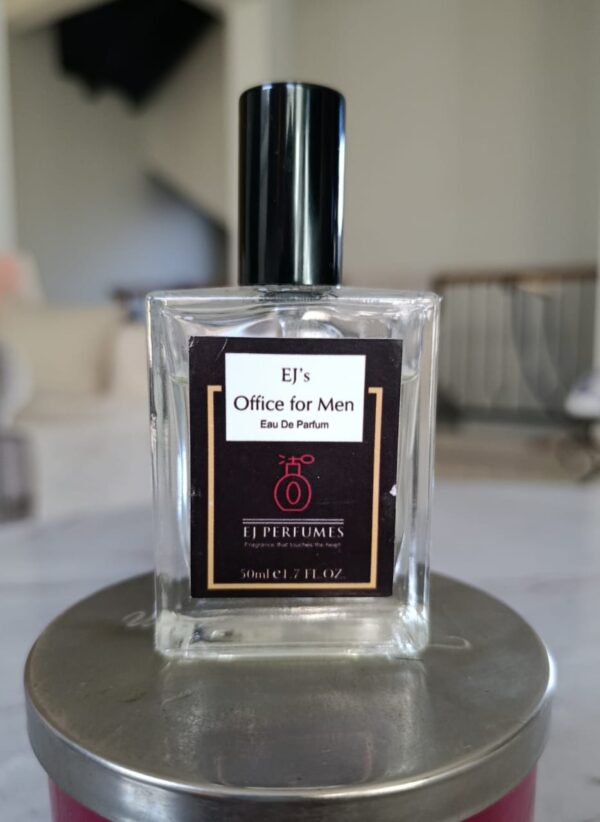 EJ's
Office for Men
Eau De Parfum
EJ PERFUMES
Fragrance that touches the heart
50ml e 1.7 FL.OZ.